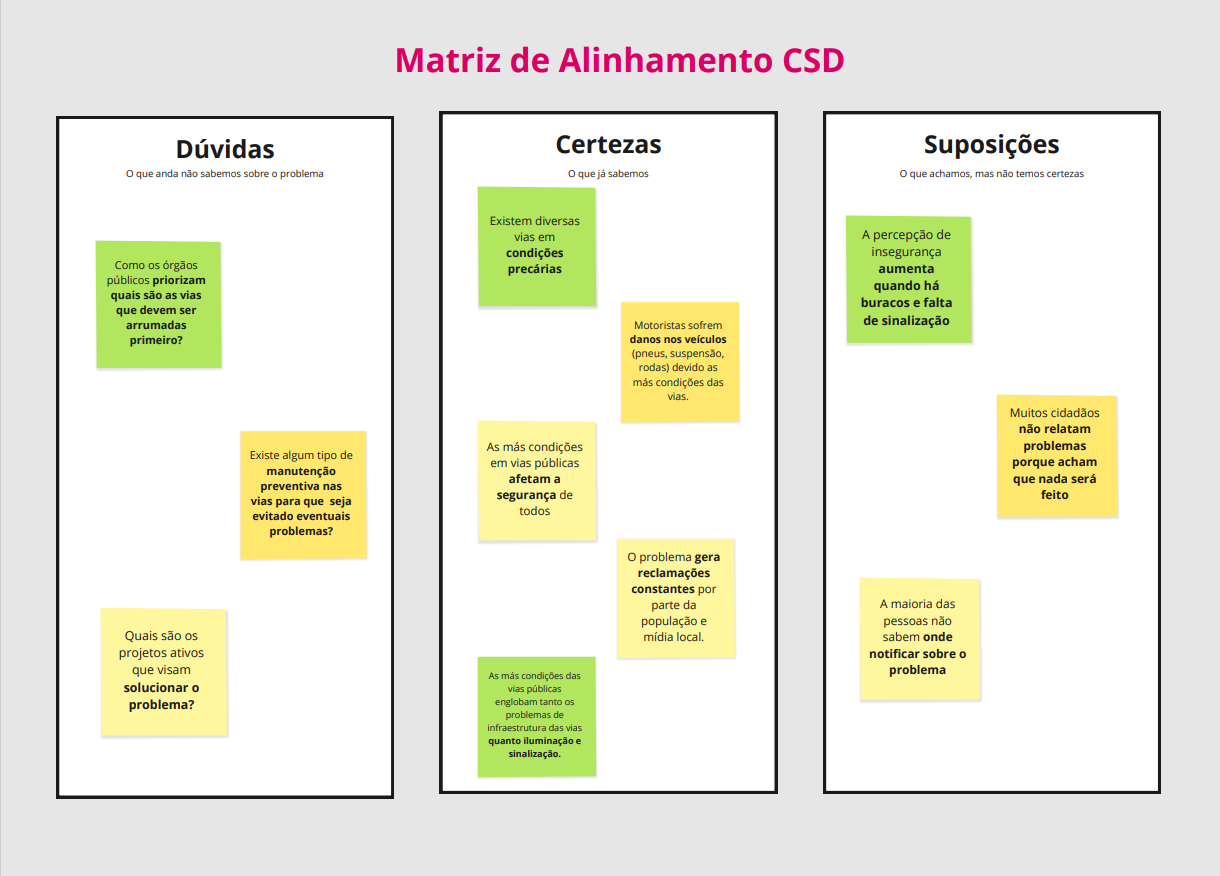 Matriz de Alinhamento CSD
Dúvidas
O que anda não sabemos sobre o problema
Como os órgãos
públicos priorizam
quais são as vias
que devem ser
arrumadas
primeiro?
Existe algum tipo de
manutenção
preventiva nas
vias para que seja
evitado eventuais
problemas?
Quais são os
projetos ativos
que visam
solucionar o
problema?
Certezas
O que já sabemos
Existem diversas
vias em
condições
precárias
Motoristas sofrem
danos nos veículos
(pneus, suspensão,
rodas) devido as
más condições das
vias.
As más condições
em vias públicas
afetam a
segurança de
todos
O problema gera
reclamações
constantes por
parte da
população e
mídia local.
As más condições das
vias públicas
englobam tanto os
problemas de
infraestrutura das vias
quanto iluminação e
sinalização.
Suposições
O que achamos, mas não temos certezas
A percepção de
insegurança
aumenta
quando há
buracos e falta
de sinalização
Muitos cidadãos
não relatam
problemas
porque acham
que nada será
feito
A maioria das
pessoas não
sabem onde
notificar sobre o
problema